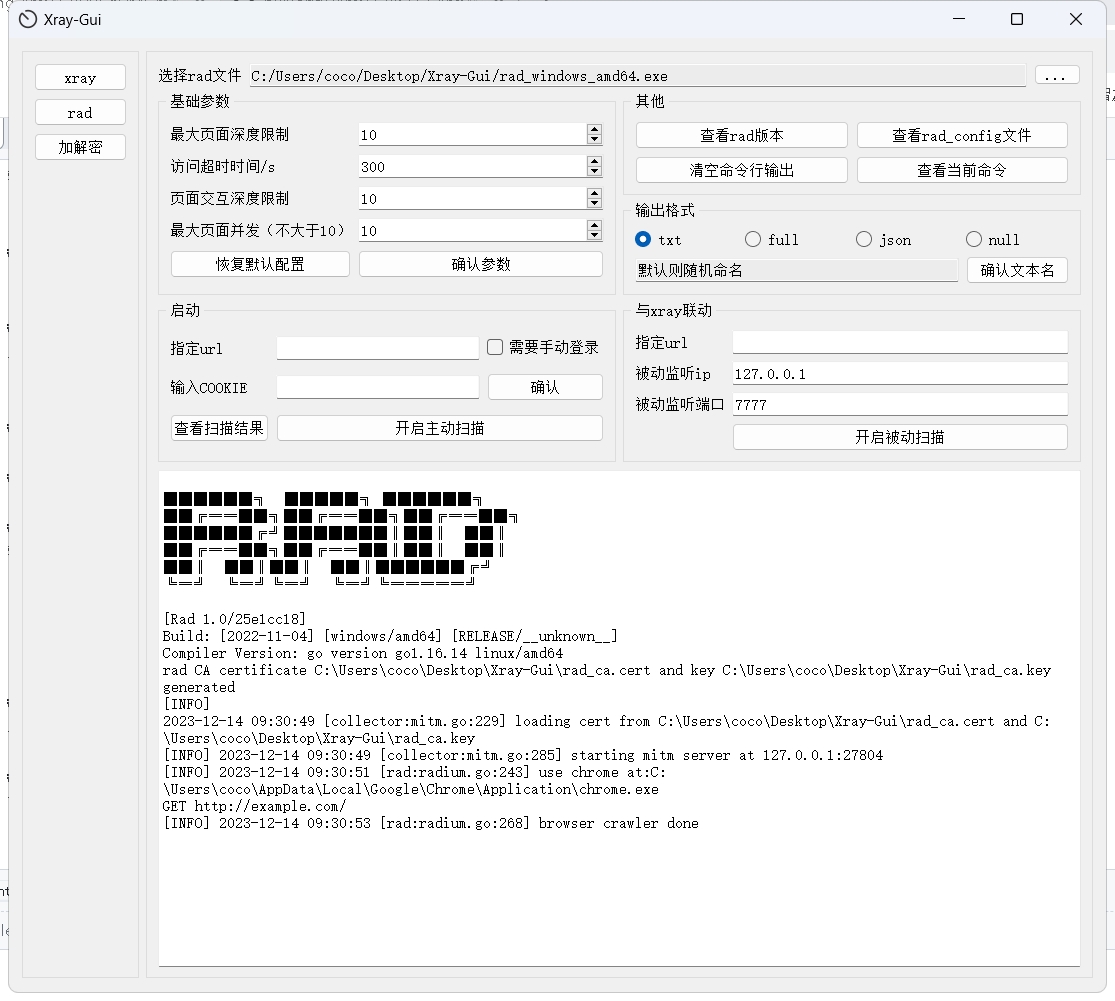 Xray-Gui
xray
rad
加解密
选择rad文件 C:/Users/coco/Desktop/Xray-Gui/rad_windows_amd64.exe ...
基础参数
最大页面深度限制 10
访问超时时间/s 300
页面交互深度限制 10
最大页面并发（不大于10） 10
恢复默认配置 确认参数
其他
查看rad版本 查看rad_config文件
清空命令行输出 查看当前命令
输出格式
txt full json null
默认则随机命名 确认文本名
启动
指定url 需要手动登录
输入COOKIE 确认
查看扫描结果 开启主动扫描
与xray联动
指定url
被动监听ip 127.0.0.1
被动监听端口 7777
开启被动扫描
RAD
[Rad 1.0/25e1cc18]
Build: [2022-11-04] [windows/amd64] [RELEASE/__unknown__]
Compiler Version: go version go1.16.14 linux/amd64
rad CA certificate C:\Users\coco\Desktop\Xray-Gui\rad_ca.cert and key C:\Users\coco\Desktop\Xray-Gui\rad_ca.key
generated
[INFO]
2023-12-14 09:30:49 [collector:mitm.go:229] loading cert from C:\Users\coco\Desktop\Xray-Gui\rad_ca.cert and C:
\Users\coco\Desktop\Xray-Gui\rad_ca.key
[INFO] 2023-12-14 09:30:49 [collector:mitm.go:285] starting mitm server at 127.0.0.1:27804
[INFO] 2023-12-14 09:30:51 [rad:radium.go:243] use chrome at:C:
\Users\coco\AppData\Local\Google\Chrome\Application\chrome.exe
GET http://example.com/
[INFO] 2023-12-14 09:30:53 [rad:radium.go:268] browser crawler done